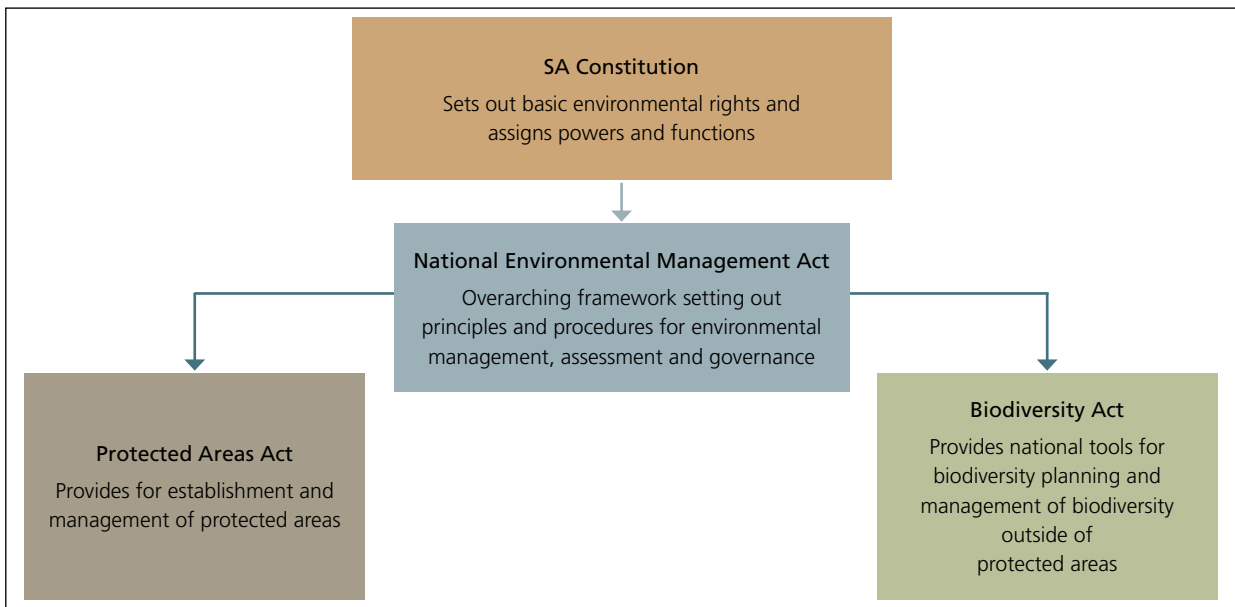 SA Constitution
Sets out basic environmental rights and
assigns powers and functions
National Environmental Management Act
Overarching framework setting out
principles and procedures for environmental
management, assessment and governance
Protected Areas Act
Provides for establishment and
management of protected areas
Biodiversity Act
Provides national tools for
biodiversity planning and
management of biodiversity
outside of
protected areas